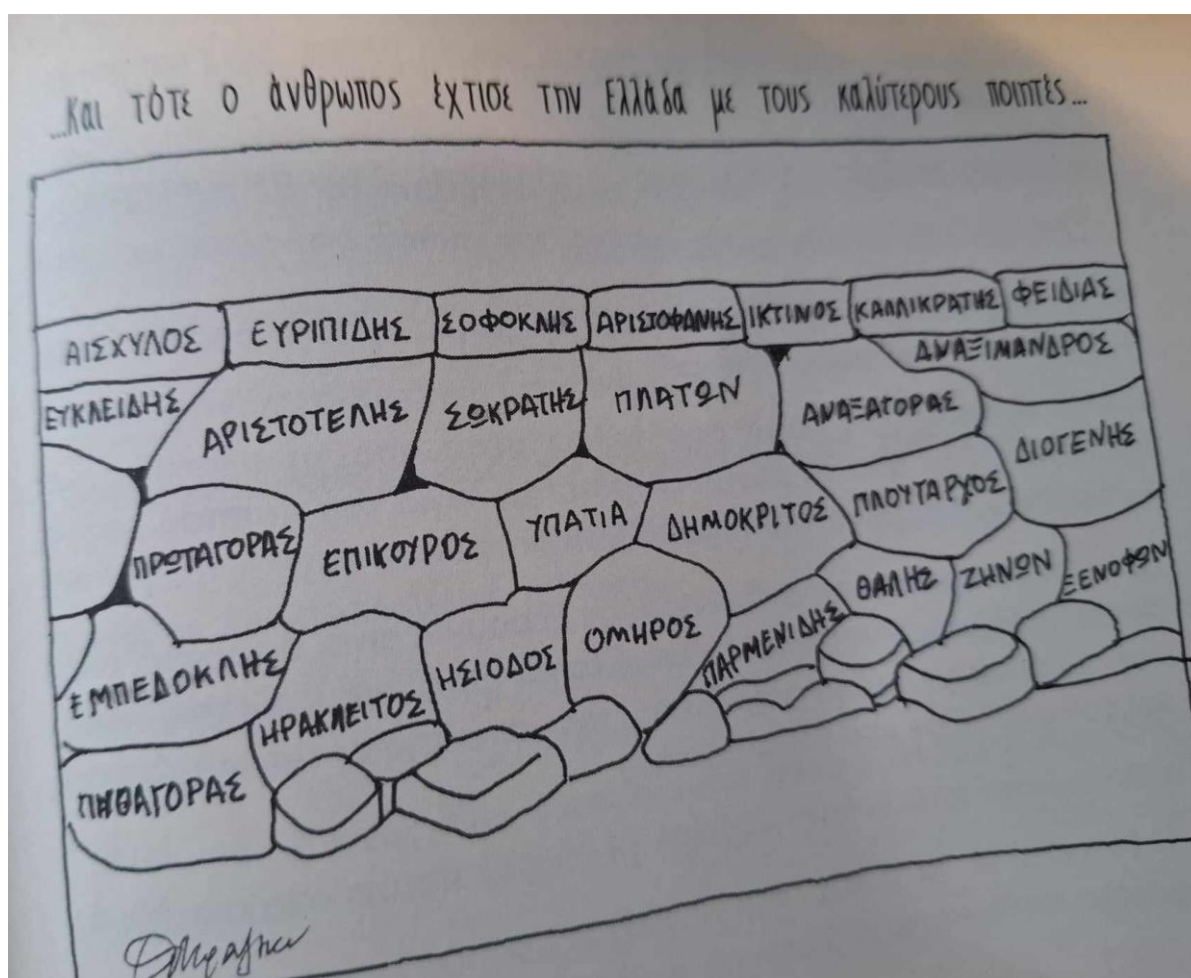 ...Και τότε ο άνθρωπος έχτισε την Ελλάδα με τους καλύτερους ποιητές...
ΑΙΣΧΥΛΟΣ ΕΥΡΙΠΙΔΗΣ ΣΟΦΟΚΛΗΣ ΑΡΙΣΤΟΦΑΝΗΣ ΙΚΤΙΝΟΣ ΚΑΛΛΙΚΡΑΤΗΣ ΦΕΙΔΙΑΣ
ΑΝΑΞΙΜΑΝΔΡΟΣ
ΕΥΚΛΕΙΔΗΣ ΑΡΙΣΤΟΤΕΛΗΣ ΣΩΚΡΑΤΗΣ ΠΛΑΤΩΝ ΑΝΑΞΑΓΟΡΑΣ
ΔΙΟΓΕΝΗΣ
ΠΡΩΤΑΓΟΡΑΣ ΕΠΙΚΟΥΡΟΣ ΥΠΑΤΙΑ ΔΗΜΟΚΡΙΤΟΣ ΠΛΟΥΤΑΡΧΟΣ
ΘΑΛΗΣ ΖΗΝΩΝ ΞΕΝΟΦΩΝ
ΕΜΠΕΔΟΚΛΗΣ ΗΡΑΚΛΕΙΤΟΣ ΗΣΙΟΔΟΣ ΟΜΗΡΟΣ ΠΑΡΜΕΝΙΔΗΣ
ΠΗΘΑΓΟΡΑΣ